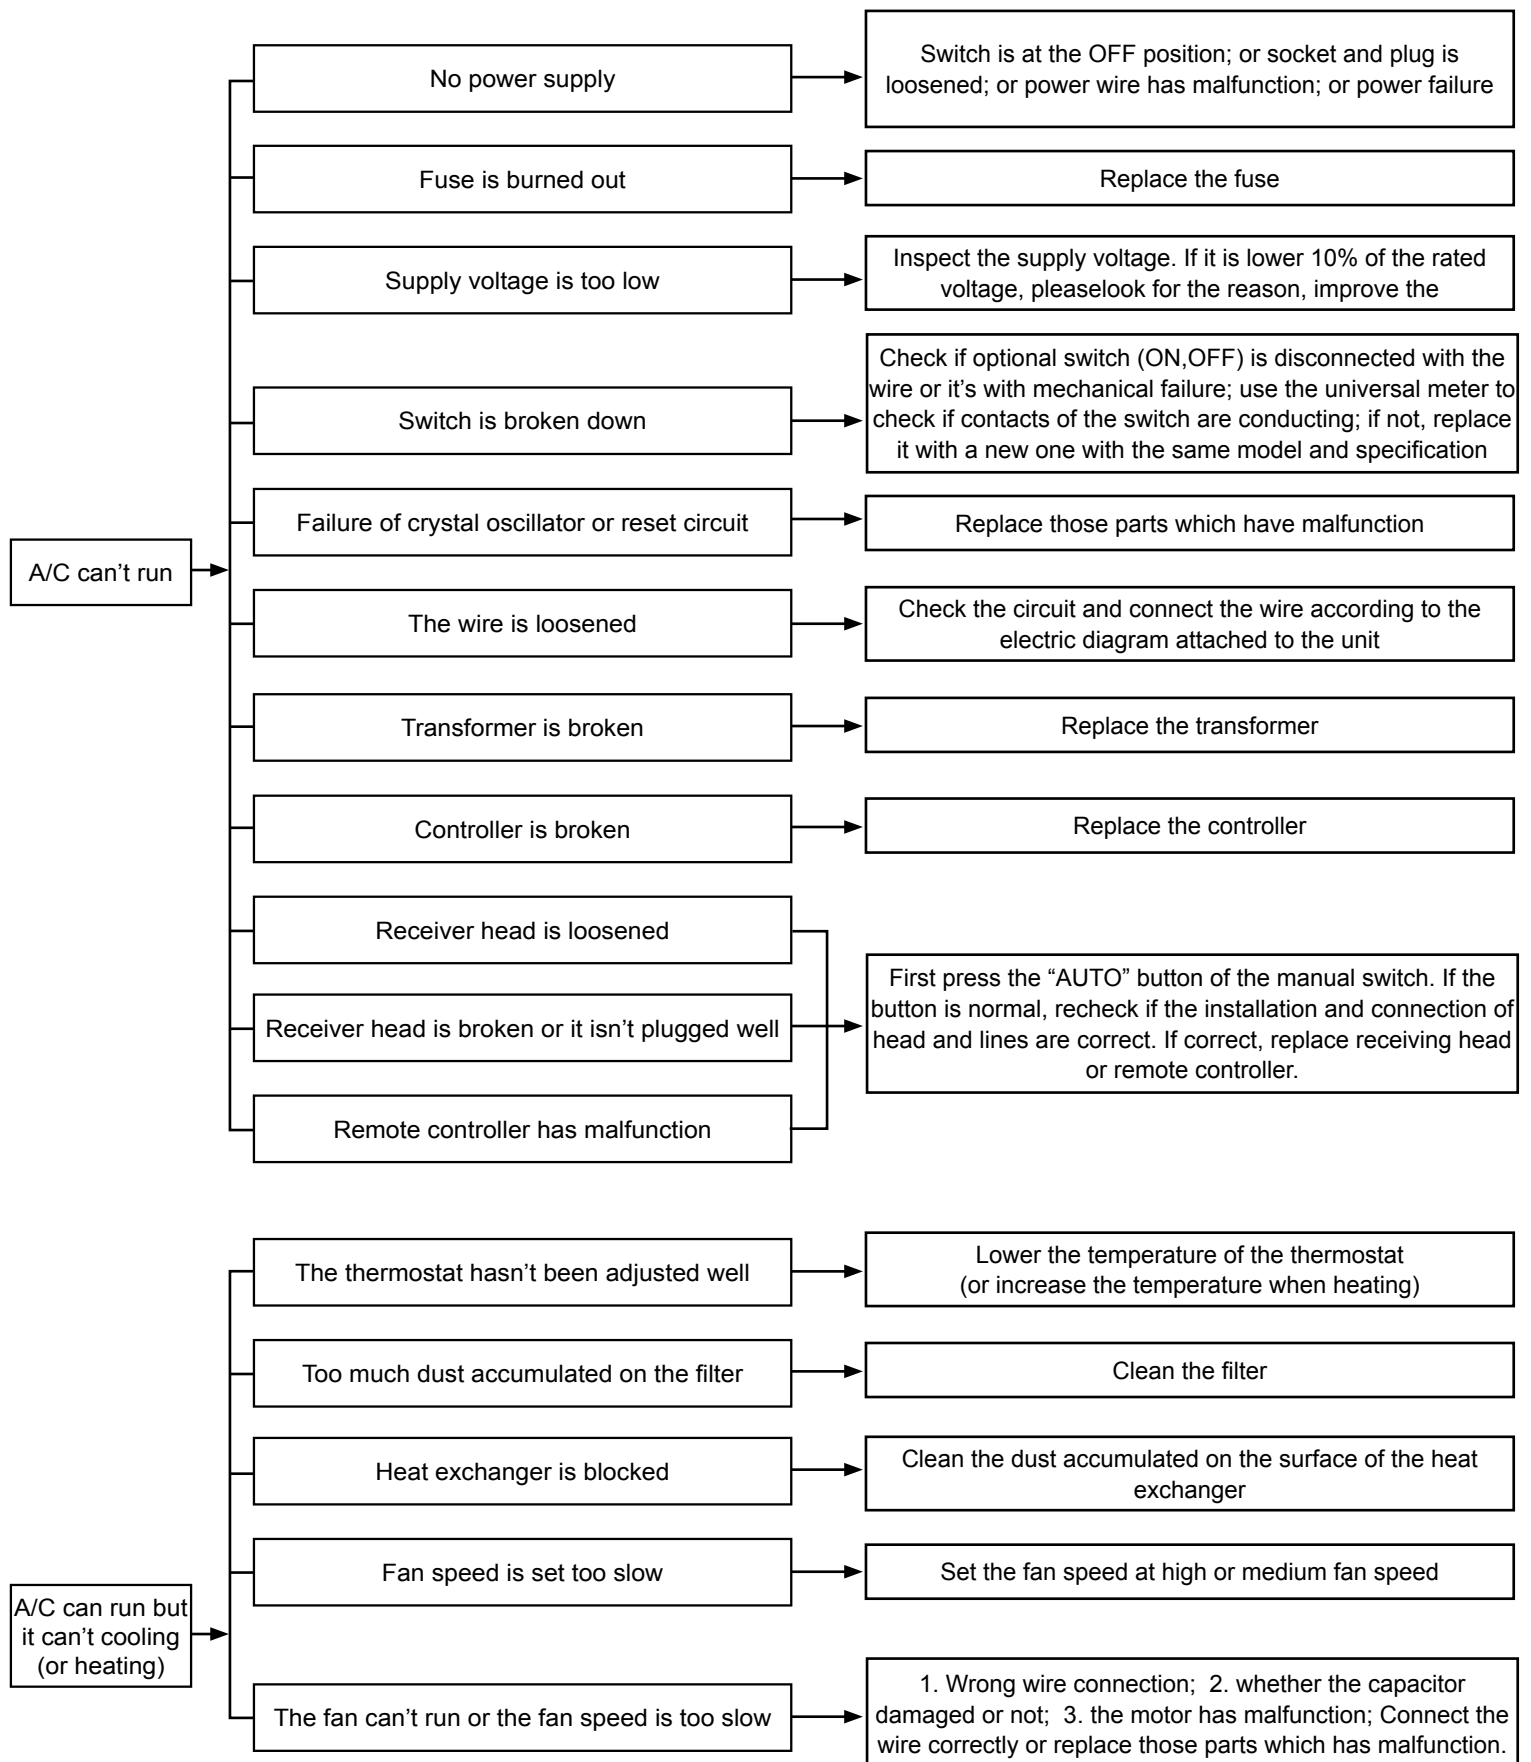 No power supply
Switch is at the OFF position; or socket and plug is
loosened; or power wire has malfunction; or power failure
Fuse is burned out
Replace the fuse
Supply voltage is too low
Inspect the supply voltage. If it is lower 10% of the rated
voltage, pleaselook for the reason, improve the
Switch is broken down
Check if optional switch (ON,OFF) is disconnected with the
wire or it’s with mechanical failure; use the universal meter to
check if contacts of the switch are conducting; if not, replace
it with a new one with the same model and specification
Failure of crystal oscillator or reset circuit
Replace those parts which have malfunction
A/C can’t run
The wire is loosened
Check the circuit and connect the wire according to the
electric diagram attached to the unit
Transformer is broken
Replace the transformer
Controller is broken
Replace the controller
Receiver head is loosened
Receiver head is broken or it isn’t plugged well
Remote controller has malfunction
First press the “AUTO” button of the manual switch. If the
button is normal, recheck if the installation and connection of
head and lines are correct. If correct, replace receiving head
or remote controller.
The thermostat hasn’t been adjusted well
Lower the temperature of the thermostat
(or increase the temperature when heating)
Too much dust accumulated on the filter
Clean the filter
Heat exchanger is blocked
Clean the dust accumulated on the surface of the heat
exchanger
Fan speed is set too slow
Set the fan speed at high or medium fan speed
A/C can run but
it can’t cooling
(or heating)
The fan can’t run or the fan speed is too slow
1. Wrong wire connection; 2. whether the capacitor
damaged or not; 3. the motor has malfunction; Connect the
wire correctly or replace those parts which has malfunction.